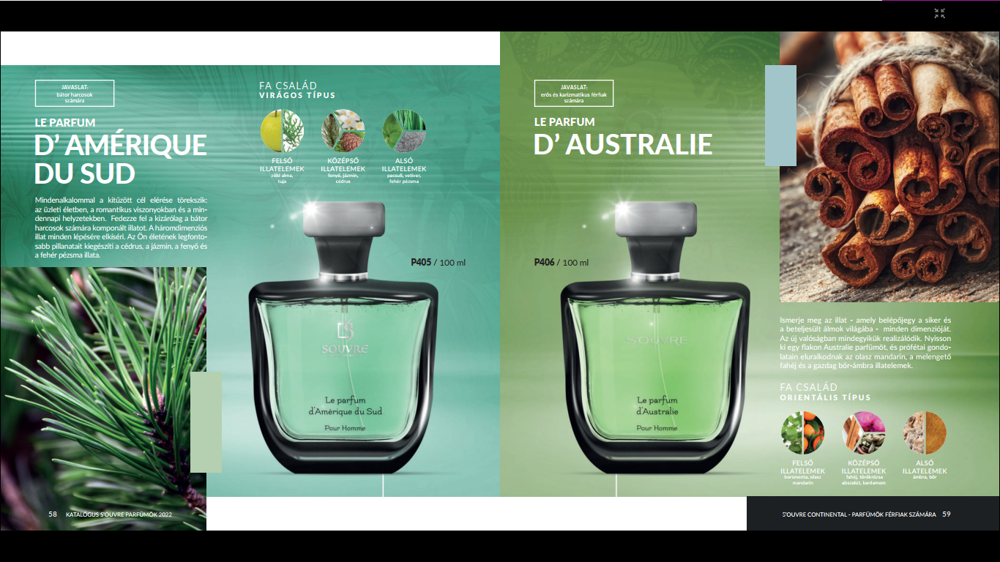 JAVASLAT:
bátor harcosok
számára
LE PARFUM
D’ AMÉRIQUE
DU SUD
Mindenalkalommal a kitűzött cél elérése törekszik:
az üzleti életben, a romantikus viszonyokban és a min-
dennapi helyzetekben. Fedezze fel a kizárólag a bátor
harcosok számára komponált illatot. A háromdimenziós
illat minden lépésére elkíséri. Az Ön életének legfonto-
sabb pillanatait kiegészíti a cédrus, a jázmin, a fenyő és
a fehér pézsma illata.
FA CSALÁD
VIRÁGOS TÍPUS
FELSŐ
ILLATELEMEK
zöld alma,
tuja
KÖZÉPSŐ
ILLATELEMEK
fenyő, jázmin,
cédrus
ALSÓ
ILLATELEMEK
pacsuli, vetiver,
fehér pézsma
P405 / 100 ml
S'OUVRE
Le parfum
d’Amérique du Sud
Pour Homme
58 KATALÓGUS S'OUVRE PARFÜMÖK 2022
JAVASLAT:
erős és karizmatikus férfiak
számára
LE PARFUM
D’ AUSTRALIE
P406 / 100 ml
S'OUVRE
Le parfum
d’Australie
Pour Homme
Ismerje meg az illat - amely belépőjegy a siker és
a beteljesült álmok világába - minden dimenzióját.
Az új valóságban mindegyikük realizálódik. Nyisson
ki egy flakon Australie parfümöt, és prófétai gondo-
latain eluralkodnak az olasz mandarin, a melengető
fahéj és a gazdag bőr-ámbra illatelemek.
FA CSALÁD
ORIENTÁLIS TÍPUS
FELSŐ
ILLATELEMEK
borsmenta, olasz
mandarin
KÖZÉPSŐ
ILLATELEMEK
fahéj, törökrózsa
abszolút, kardamom
ALSÓ
ILLATELEMEK
ámbra, bőr
S'OUVRE CONTINENTAL - PARFÜMÖK FÉRFIAK SZÁMÁRA 59